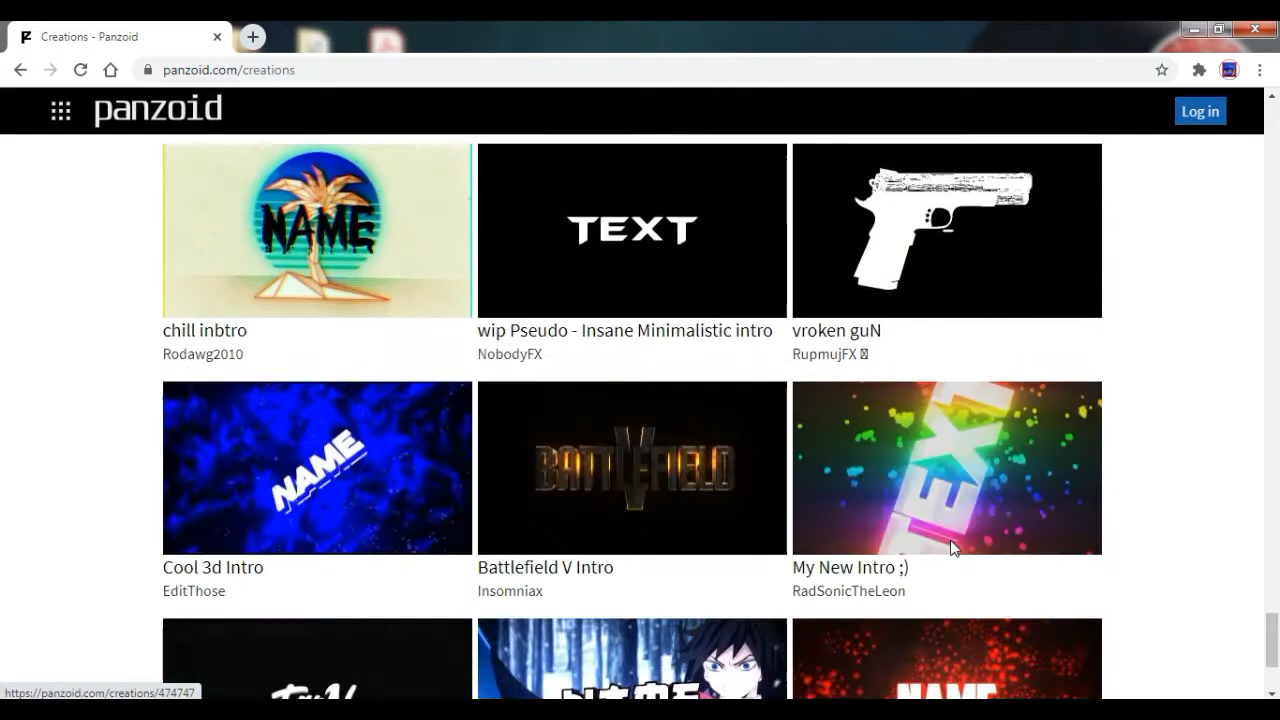 Creations - Panzoid
panzoid.com/creations
panzoid
Log in
NAME
TEXT
chill inbtro
wip Pseudo - Insane Minimalistic intro
vroken guN
Rodawg2010
NobodyFX
RupmujFX
NAME
BATTLEFIELD
V
TEXT
Cool 3d Intro
Battlefield V Intro
My New Intro ;)
EditThose
Insomniax
RadSonicTheLeon
NAME
NAME
https://panzoid.com/creations/474747